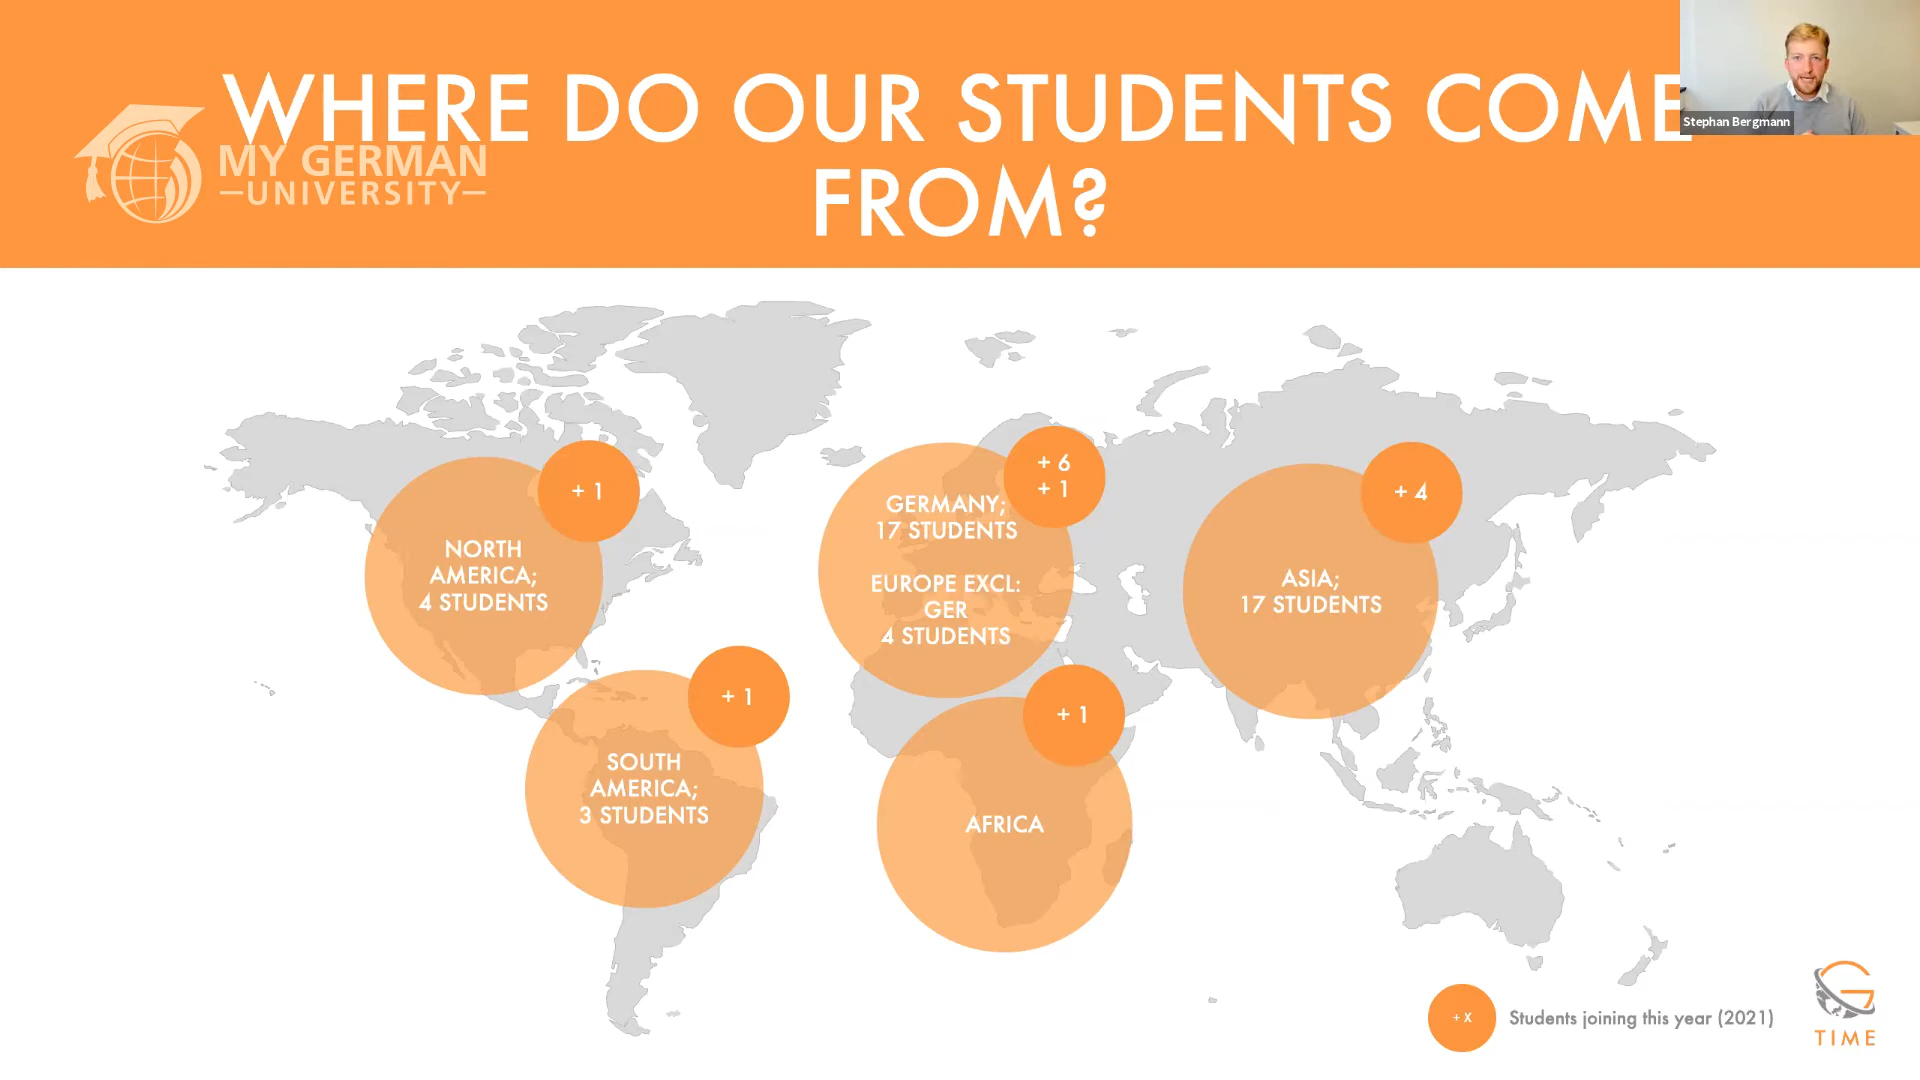 WHERE DO OUR STUDENTS COME
FROM?
MY GERMAN
UNIVERSITY
Stephan Bergmann
+ 1
NORTH
AMERICA;
4 STUDENTS
+ 6
+ 1
GERMANY;
17 STUDENTS
EUROPE EXCL:
GER
4 STUDENTS
+ 4
ASIA;
17 STUDENTS
+ 1
SOUTH
AMERICA;
3 STUDENTS
+ 1
AFRICA
+ X
Students joining this year (2021)
G
TIME